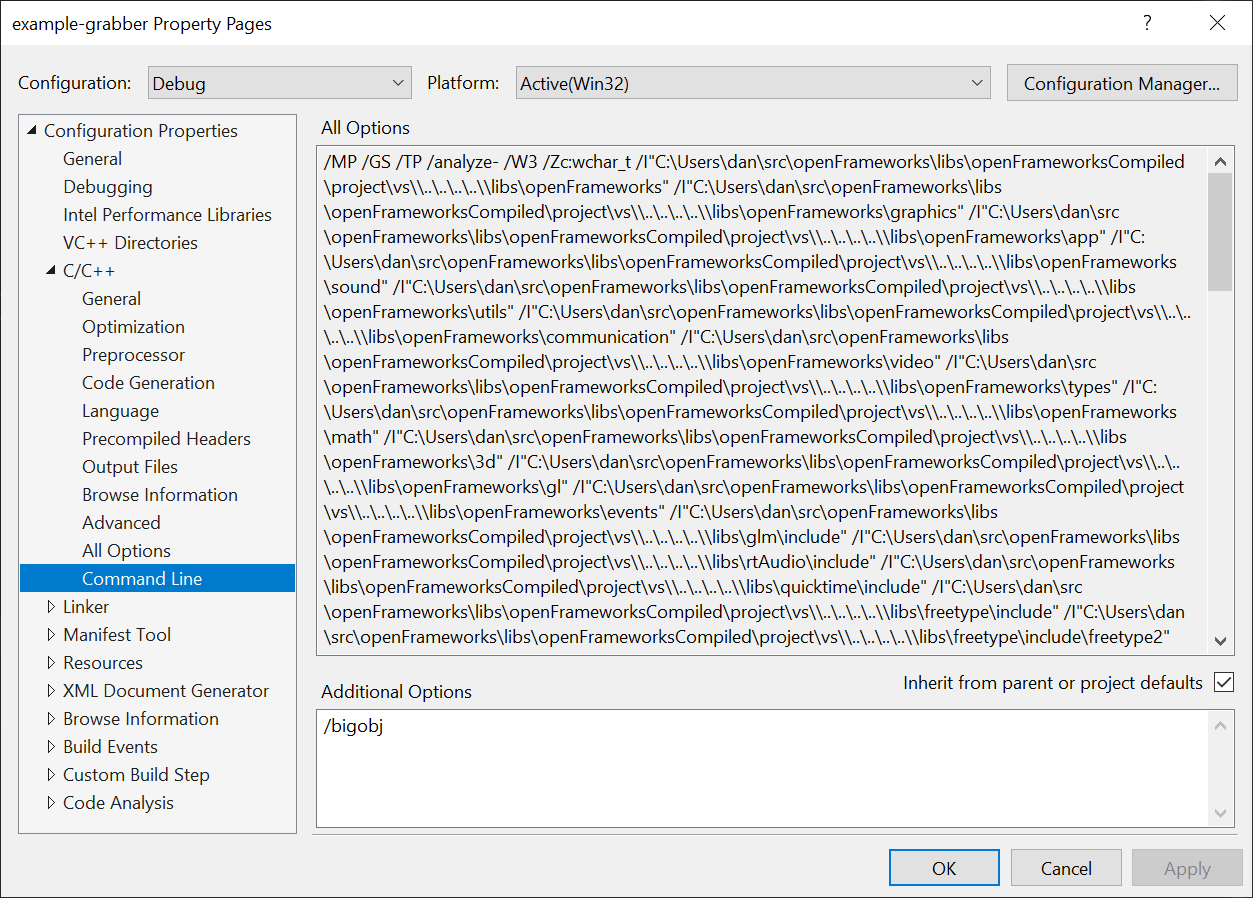 example-grabber Property Pages
Configuration:
Debug
Platform:
Active(Win32)
Configuration Manager...
Configuration Properties
General
Debugging
Intel Performance Libraries
VC++ Directories
C/C++
General
Optimization
Preprocessor
Code Generation
Language
Precompiled Headers
Output Files
Browse Information
Advanced
All Options
Command Line
Linker
Manifest Tool
Resources
XML Document Generator
Browse Information
Build Events
Custom Build Step
Code Analysis
All Options
/MP /GS /TP /analyze- /W3 /Zc:wchar_t /I"C:\Users\dan\src\openFrameworks\libs\openFrameworksCompiled
\project\vs\\..\..\..\..\\libs\openFrameworks" /I"C:\Users\dan\src\openFrameworks\libs
\openFrameworksCompiled\project\vs\\..\..\..\..\\libs\openFrameworks\graphics" /I"C:\Users\dan\src
\openFrameworks\libs\openFrameworksCompiled\project\vs\\..\..\..\..\\libs\openFrameworks\app" /I"C:
\Users\dan\src\openFrameworks\libs\openFrameworksCompiled\project\vs\\..\..\..\..\\libs\openFrameworks
\sound" /I"C:\Users\dan\src\openFrameworks\libs\openFrameworksCompiled\project\vs\\..\..\..\..\\libs
\openFrameworks\utils" /I"C:\Users\dan\src\openFrameworks\libs\openFrameworksCompiled\project\vs\\..\..
\..\..\\libs\openFrameworks\communication" /I"C:\Users\dan\src\openFrameworks\libs
\openFrameworksCompiled\project\vs\\..\..\..\..\\libs\openFrameworks\video" /I"C:\Users\dan\src
\openFrameworks\libs\openFrameworksCompiled\project\vs\\..\..\..\..\\libs\openFrameworks\types" /I"C:
\Users\dan\src\openFrameworks\libs\openFrameworksCompiled\project\vs\\..\..\..\..\\libs\openFrameworks
\math" /I"C:\Users\dan\src\openFrameworks\libs\openFrameworksCompiled\project\vs\\..\..\..\..\\libs
\openFrameworks\3d" /I"C:\Users\dan\src\openFrameworks\libs\openFrameworksCompiled\project\vs\\..\..
\..\..\\libs\openFrameworks\gl" /I"C:\Users\dan\src\openFrameworks\libs\openFrameworksCompiled\project
\vs\\..\..\..\..\\libs\openFrameworks\events" /I"C:\Users\dan\src\openFrameworks\libs
\openFrameworksCompiled\project\vs\\..\..\..\..\\libs\glm\include" /I"C:\Users\dan\src\openFrameworks\libs
\openFrameworksCompiled\project\vs\\..\..\..\..\\libs\rtAudio\include" /I"C:\Users\dan\src\openFrameworks
\libs\openFrameworksCompiled\project\vs\\..\..\..\..\\libs\quicktime\include" /I"C:\Users\dan\src
\openFrameworks\libs\openFrameworksCompiled\project\vs\\..\..\..\..\\libs\freetype\include" /I"C:\Users\dan
\src\openFrameworks\libs\openFrameworksCompiled\project\vs\\..\..\..\..\\libs\freetype\include\freetype2"
Additional Options
Inherit from parent or project defaults
/bigobj
OK
Cancel
Apply